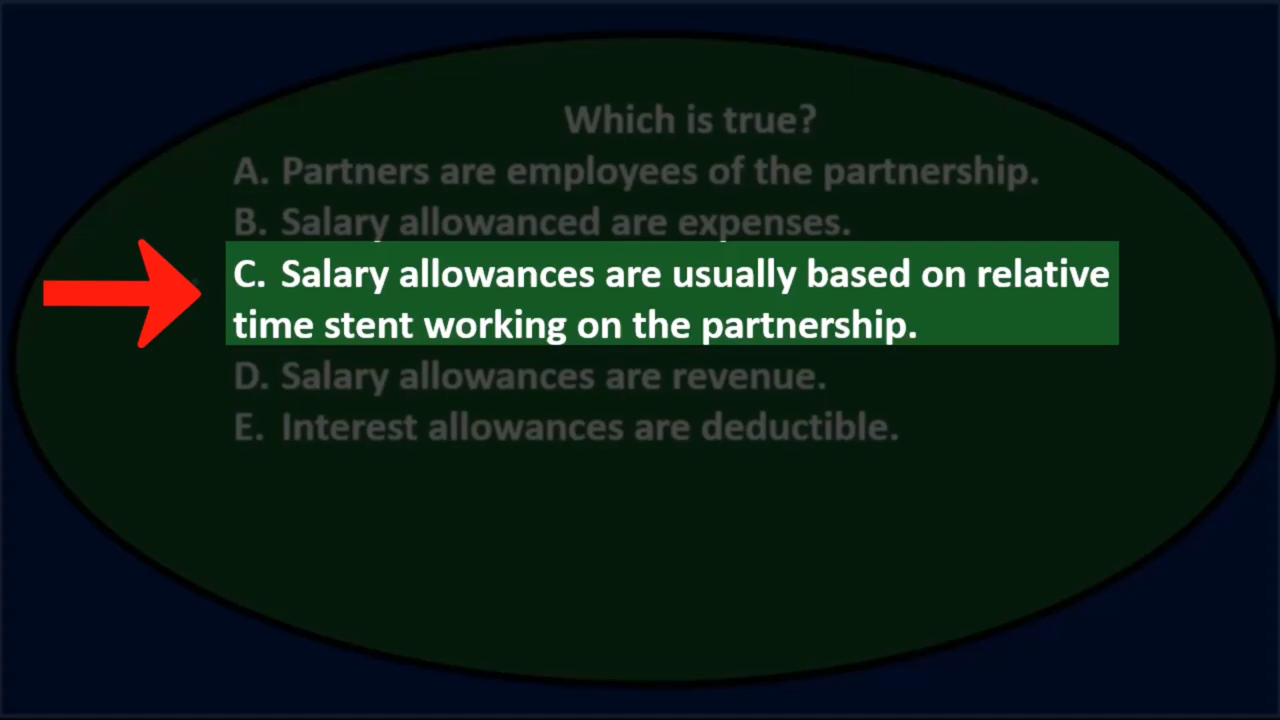 Which is true?
A. Partners are employees of the partnership.
B. Salary allowanced are expenses.
C. Salary allowances are usually based on relative
time stent working on the partnership.
D. Salary allowances are revenue.
E. Interest allowances are deductible.